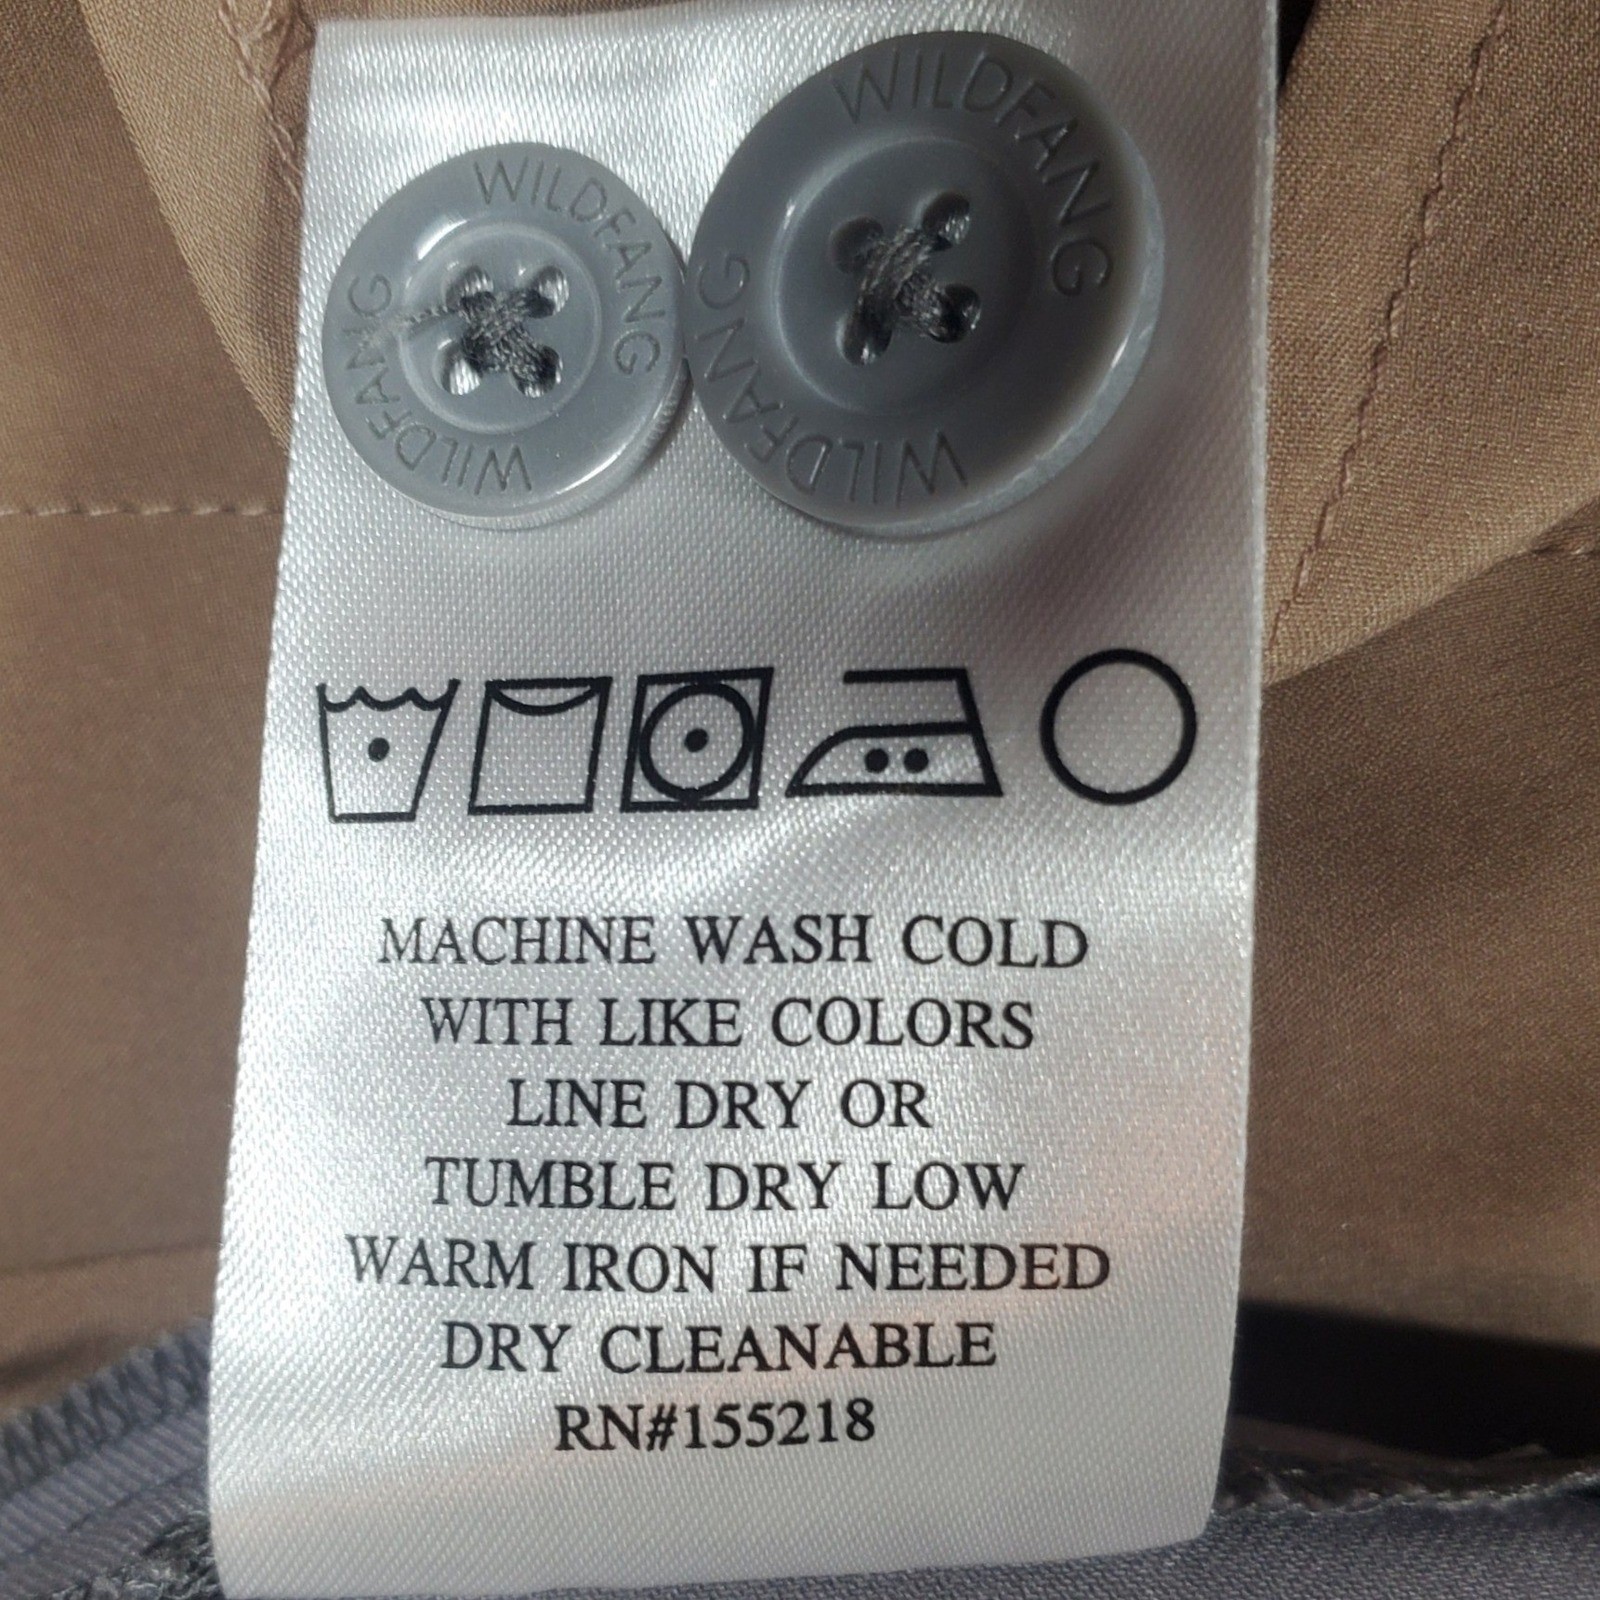 WILDFANG
WILDFANG
WILDFANG
WILDFANG
MACHINE WASH COLD
WITH LIKE COLORS
LINE DRY OR
TUMBLE DRY LOW
WARM IRON IF NEEDED
DRY CLEANABLE
RN#155218